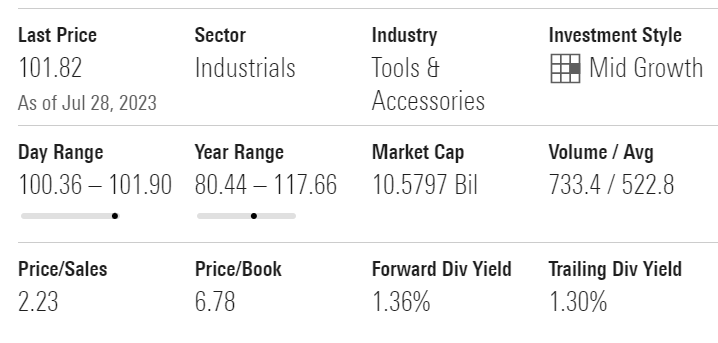 Last Price Sector Industry Investment Style
101.82 Industrials Tools & Mid Growth
As of Jul 28, 2023 Accessories
Day Range Year Range Market Cap Volume / Avg
100.36 – 101.90 80.44 – 117.66 10.5797 Bil 733.4 / 522.8
Price/Sales Price/Book Forward Div Yield Trailing Div Yield
2.23 6.78 1.36% 1.30%